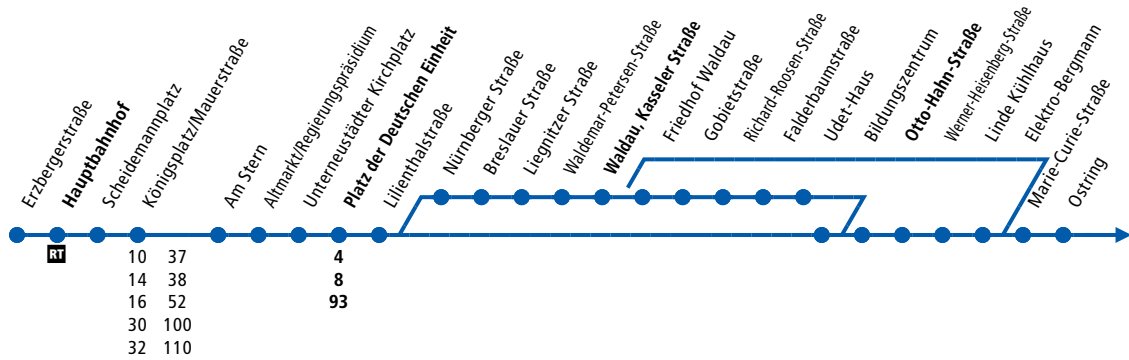 Erzbergerstraße
Hauptbahnhof
Scheidemannplatz
Königsplatz/Mauerstraße
Am Stern
Altmarkt/Regierungspräsidium
Unterneustädter Kirchplatz
Platz der Deutschen Einheit
Lilienthalstraße
Nürnberger Straße
Breslauer Straße
Liegnitzer Straße
Waldemar-Petersen-Straße
Waldau, Kasseler Straße
Friedhof Waldau
Gobietstraße
Richard-Roosen-Straße
Falderbaumstraße
Udet-Haus
Bildungszentrum
Otto-Hahn-Straße
Werner-Heisenberg-Straße
Linde Kühlhaus
Elektro-Bergmann
Marie-Curie-Straße
Ostring
RT
10 37 4
14 38 8
16 52 93
30 100
32 110